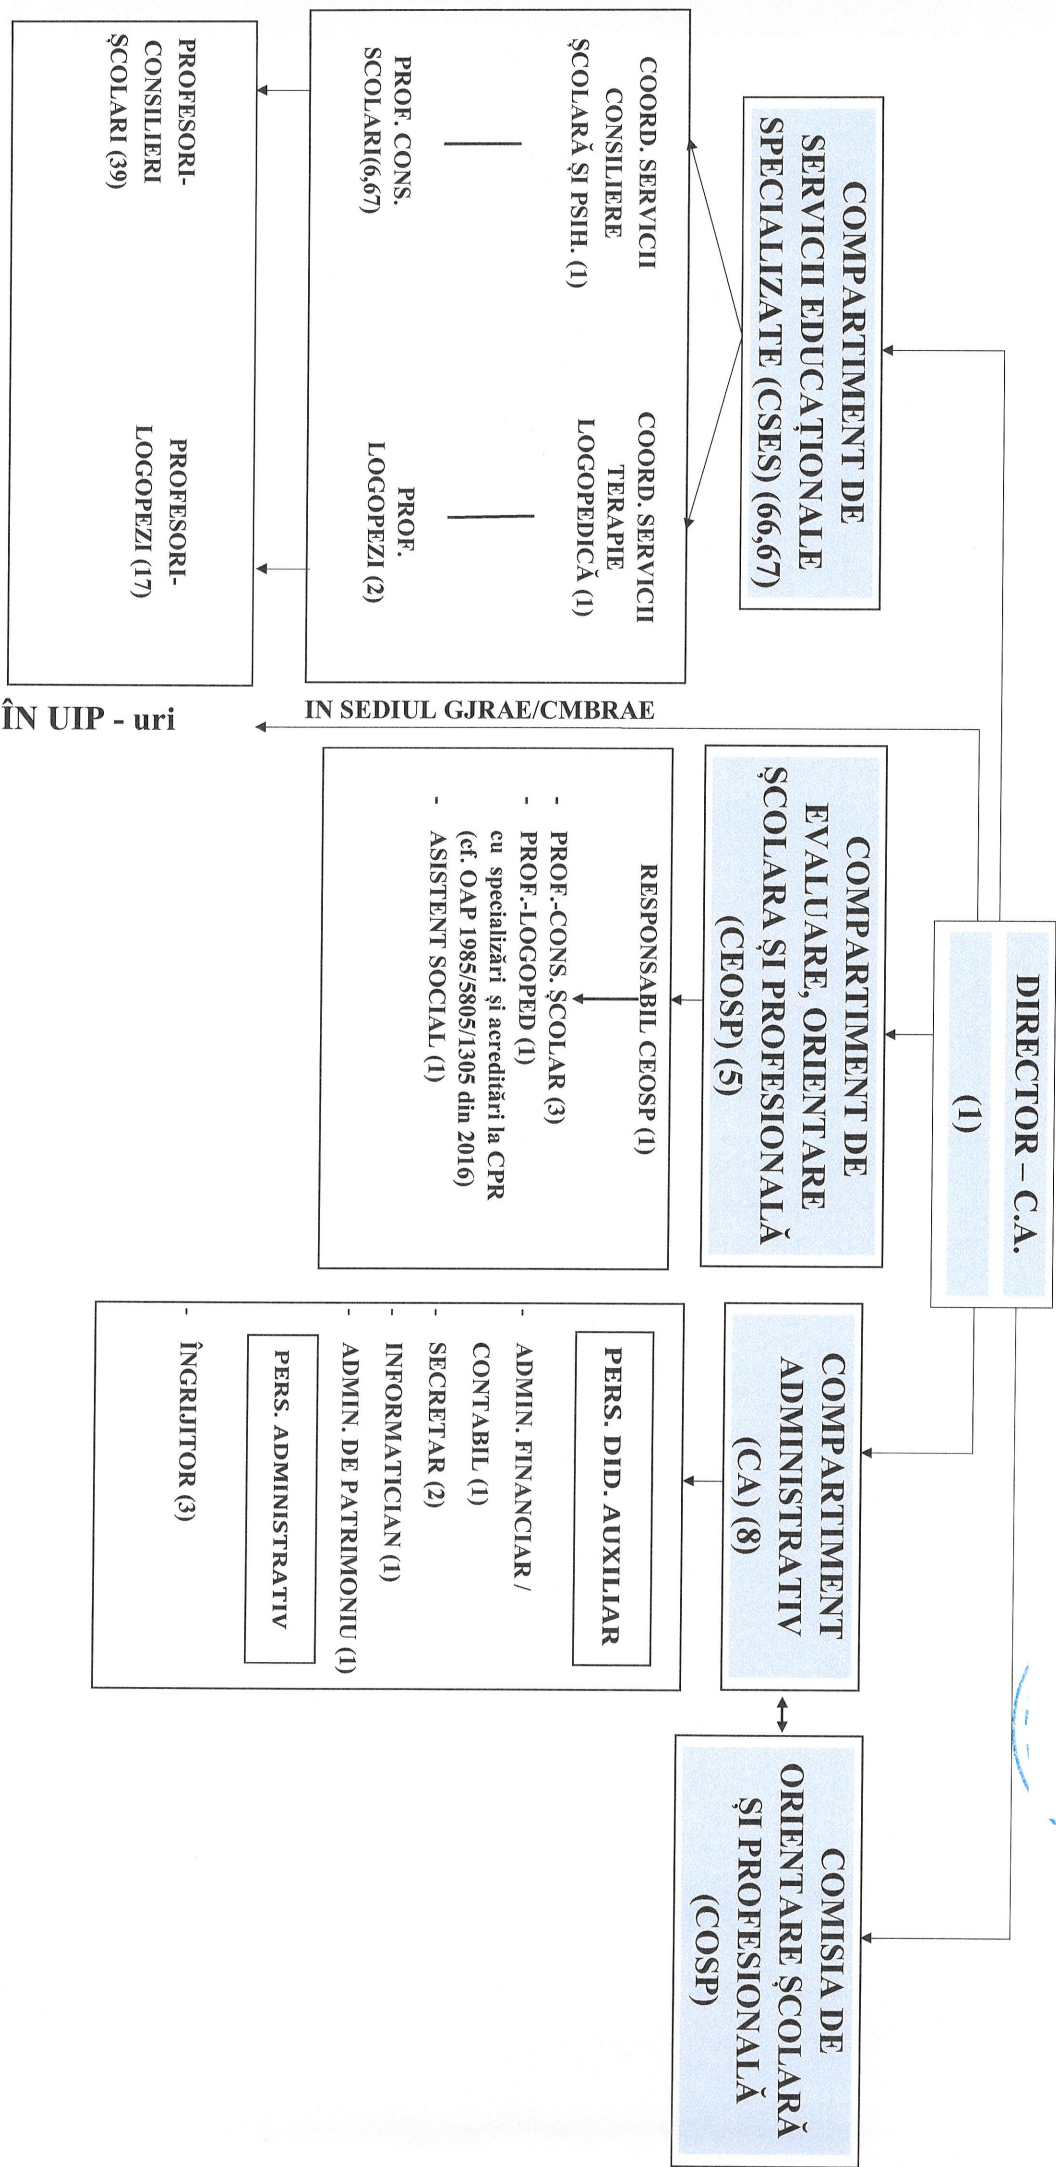 DIRECTOR – C.A.
(1)
COMPARTIMENT DE
SERVICII EDUCAȚIONALE
SPECIALIZATE (CSES) (66,67)
COORD. SERVICII
CONSILIERE
ȘCOLARĂ ȘI PSIH. (1)
PROF. CONS.
SCOLARI(6,67)
COORD. SERVICII
TERAPIE
LOGOPEDICĂ (1)
PROF.
LOGOPEZI (2)
PROFESORI-
CONSILIERI
ȘCOLARI (39)
PROFESORI-
LOGOPEZI (17)
IN SEDIUL GJRAE/CMBRAE
ÎN UIP - uri
COMPARTIMENT DE
EVALUARE, ORIENTARE
ȘCOLARA ȘI PROFESIONALĂ
(CEOSP) (5)
RESPONSABIL CEOSP (1)
- PROF.-CONS. ȘCOLAR (3)
- PROF.-LOGOPED (1)
cu specializări și acreditări la CPR
(cf. OAP 1985/5805/1305 din 2016)
- ASISTENT SOCIAL (1)
COMPARTIMENT
ADMINISTRATIV
(CA) (8)
PERS. DID. AUXILIAR
- ADMIN. FINANCIAR /
CONTABIL (1)
- SECRETAR (2)
- INFORMATICIAN (1)
- ADMIN. DE PATRIMONIU (1)
PERS. ADMINISTRATIV
- ÎNGRIJITOR (3)
COMISIA DE
ORIENTARE ȘCOLARĂ
ȘI PROFESIONALĂ
(COSP)